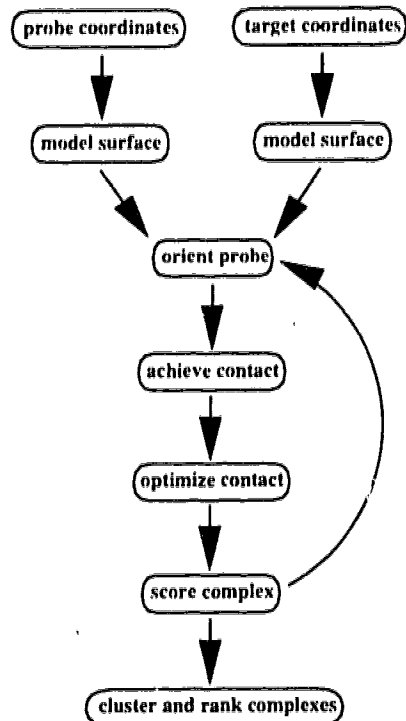 probe coordinates
target coordinates
model surface
model surface
orient probe
achieve contact
optimize contact
score complex
cluster and rank complexes